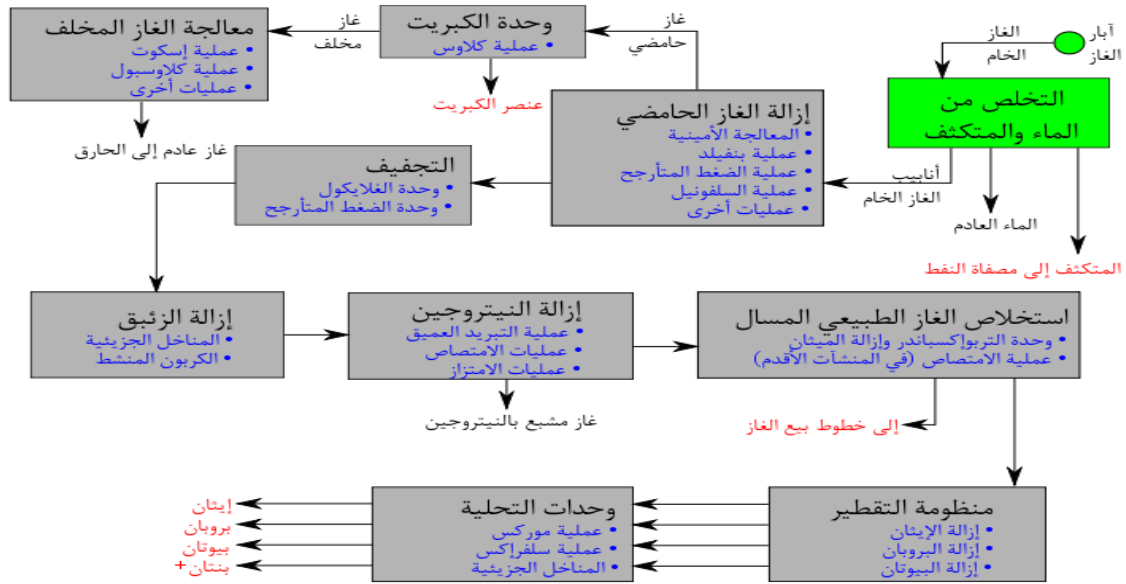 آبار
الغاز
الغاز
الخام
التخلص من
الماء والمتكثف
المتكثف إلى مصفاة النفط
الماء العادم
أنابيب
الغاز الخام
إزالة الغاز الحامضي
• المعالجة الأمينية
• عملية بنفيلد
• عملية الضغط المتأرجح
• عملية السلفونيل
• عمليات أخرى
غاز
حامضي
وحدة الكبريت
• عملية كلاوس
عنصر الكبريت
غاز
مخلف
معالجة الغاز المخلف
• عملية إسكوت
• عملية كلاوسبول
• عمليات أخرى
غاز عادم إلى الحارق
التجفيف
• وحدة الغلايكول
• وحدة الضغط المتأرجح
إزالة الزئبق
• المناخل الجزيئية
• الكربون المنشط
إزالة النيتروجين
• عملية التبريد العميق
• عمليات الامتصاص
• عمليات الامتزاز
غاز مشبع بالنيتروجين
استخلاص الغاز الطبيعي المسال
• وحدة التربوإكسباندر وإزالة الميثان
• عملية الامتصاص (في المنشآت الأقدم)
إلى خطوط بيع الغاز
منظومة التقطير
• إزالة الإيثان
• إزالة البروبان
• إزالة البيوتان
وحدات التحلية
• عملية موركس
• عملية سلفراكس
• المناخل الجزيئية
إيثان
بروبان
بيوتان
بنتان+